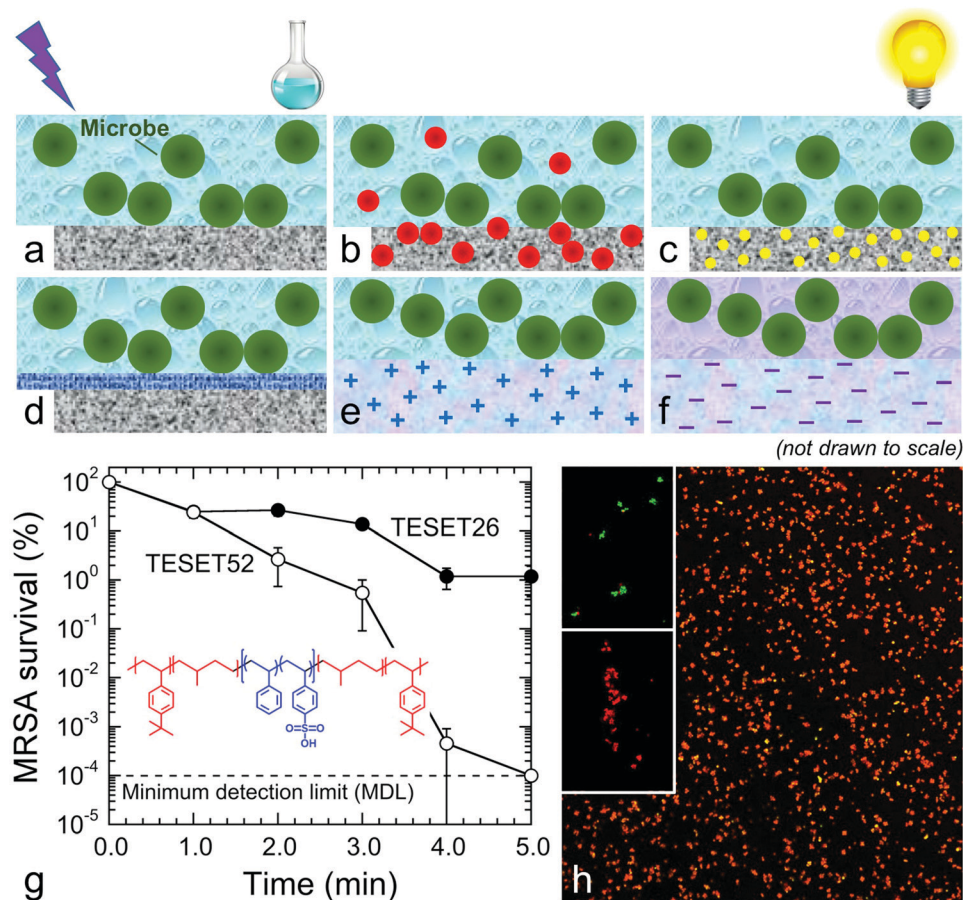 Microbe
a
b
c
d
e
f
(not drawn to scale)
10²
10¹
10⁰
10⁻¹
10⁻²
10⁻³
10⁻⁴
10⁻⁵
MRSA survival (%)
TESET26
TESET52
O=S=O
OH
Minimum detection limit (MDL)
0.0 1.0 2.0 3.0 4.0 5.0
Time (min)
g
h